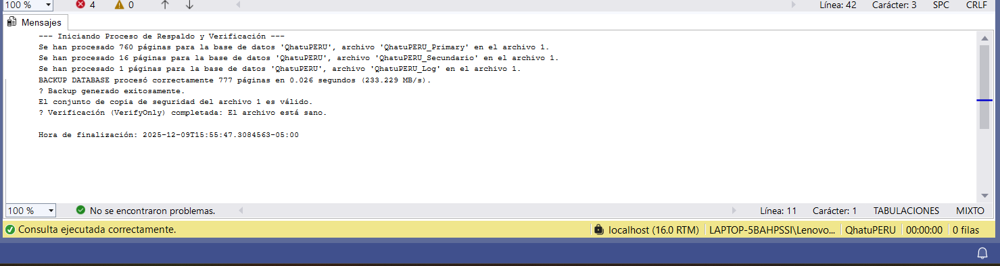 100 % 4 0 Línea: 42 Carácter: 3 SPC CRLF
Mensajes
--- Iniciando Proceso de Respaldo y Verificación ---
Se han procesado 760 páginas para la base de datos 'QhatuPERU', archivo 'QhatuPERU_Primary' en el archivo 1.
Se han procesado 16 páginas para la base de datos 'QhatuPERU', archivo 'QhatuPERU_Secundario' en el archivo 1.
Se han procesado 1 páginas para la base de datos 'QhatuPERU', archivo 'QhatuPERU_Log' en el archivo 1.
BACKUP DATABASE procesó correctamente 777 páginas en 0.026 segundos (233.229 MB/s).
? Backup generado exitosamente.
El conjunto de copia de seguridad del archivo 1 es válido.
? Verificación (VerifyOnly) completada: El archivo está sano.
Hora de finalización: 2025-12-09T15:55:47.3084563-05:00
100 % No se encontraron problemas. Línea: 11 Carácter: 1 TABULACIONES MIXTO
Consulta ejecutada correctamente. localhost (16.0 RTM) LAPTOP-5BAHPSSI\Lenovo... QhatuPERU 00:00:00 0 filas